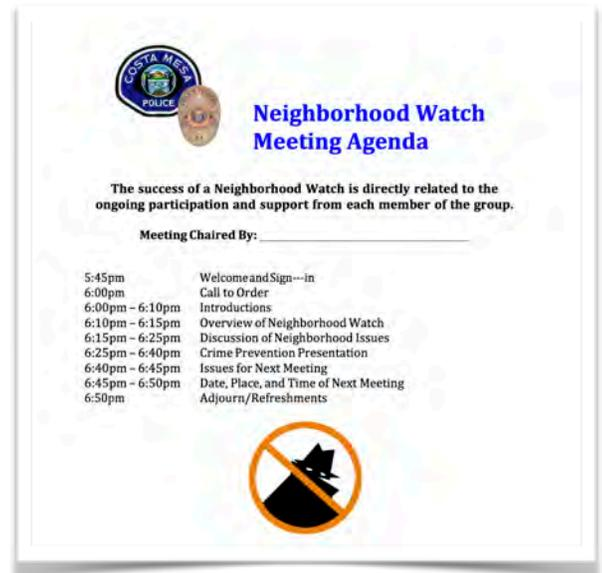 COSTA MESA
POLICE
Neighborhood Watch
Meeting Agenda
The success of a Neighborhood Watch is directly related to the
ongoing participation and support from each member of the group.
Meeting Chaired By: ____________________
5:45pm Welcome and Sign---in
6:00pm Call to Order
6:00pm – 6:10pm Introductions
6:10pm – 6:15pm Overview of Neighborhood Watch
6:15pm – 6:25pm Discussion of Neighborhood Issues
6:25pm – 6:40pm Crime Prevention Presentation
6:40pm – 6:45pm Issues for Next Meeting
6:45pm – 6:50pm Date, Place, and Time of Next Meeting
6:50pm Adjourn/Refreshments